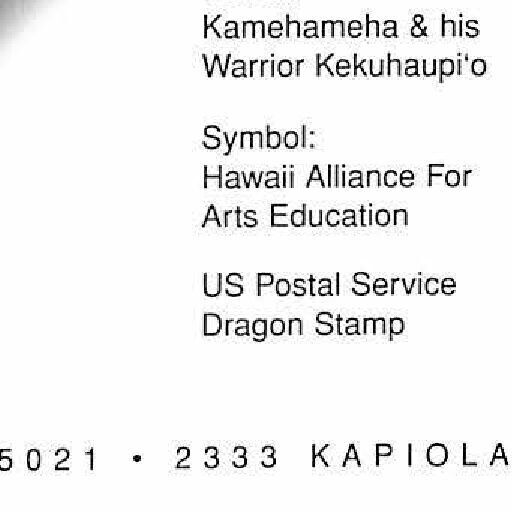 Kamehameha & his
Warrior Kekuhaupi'o
Symbol:
Hawaii Alliance For
Arts Education
US Postal Service
Dragon Stamp
5021 • 2333 KAPIOLA